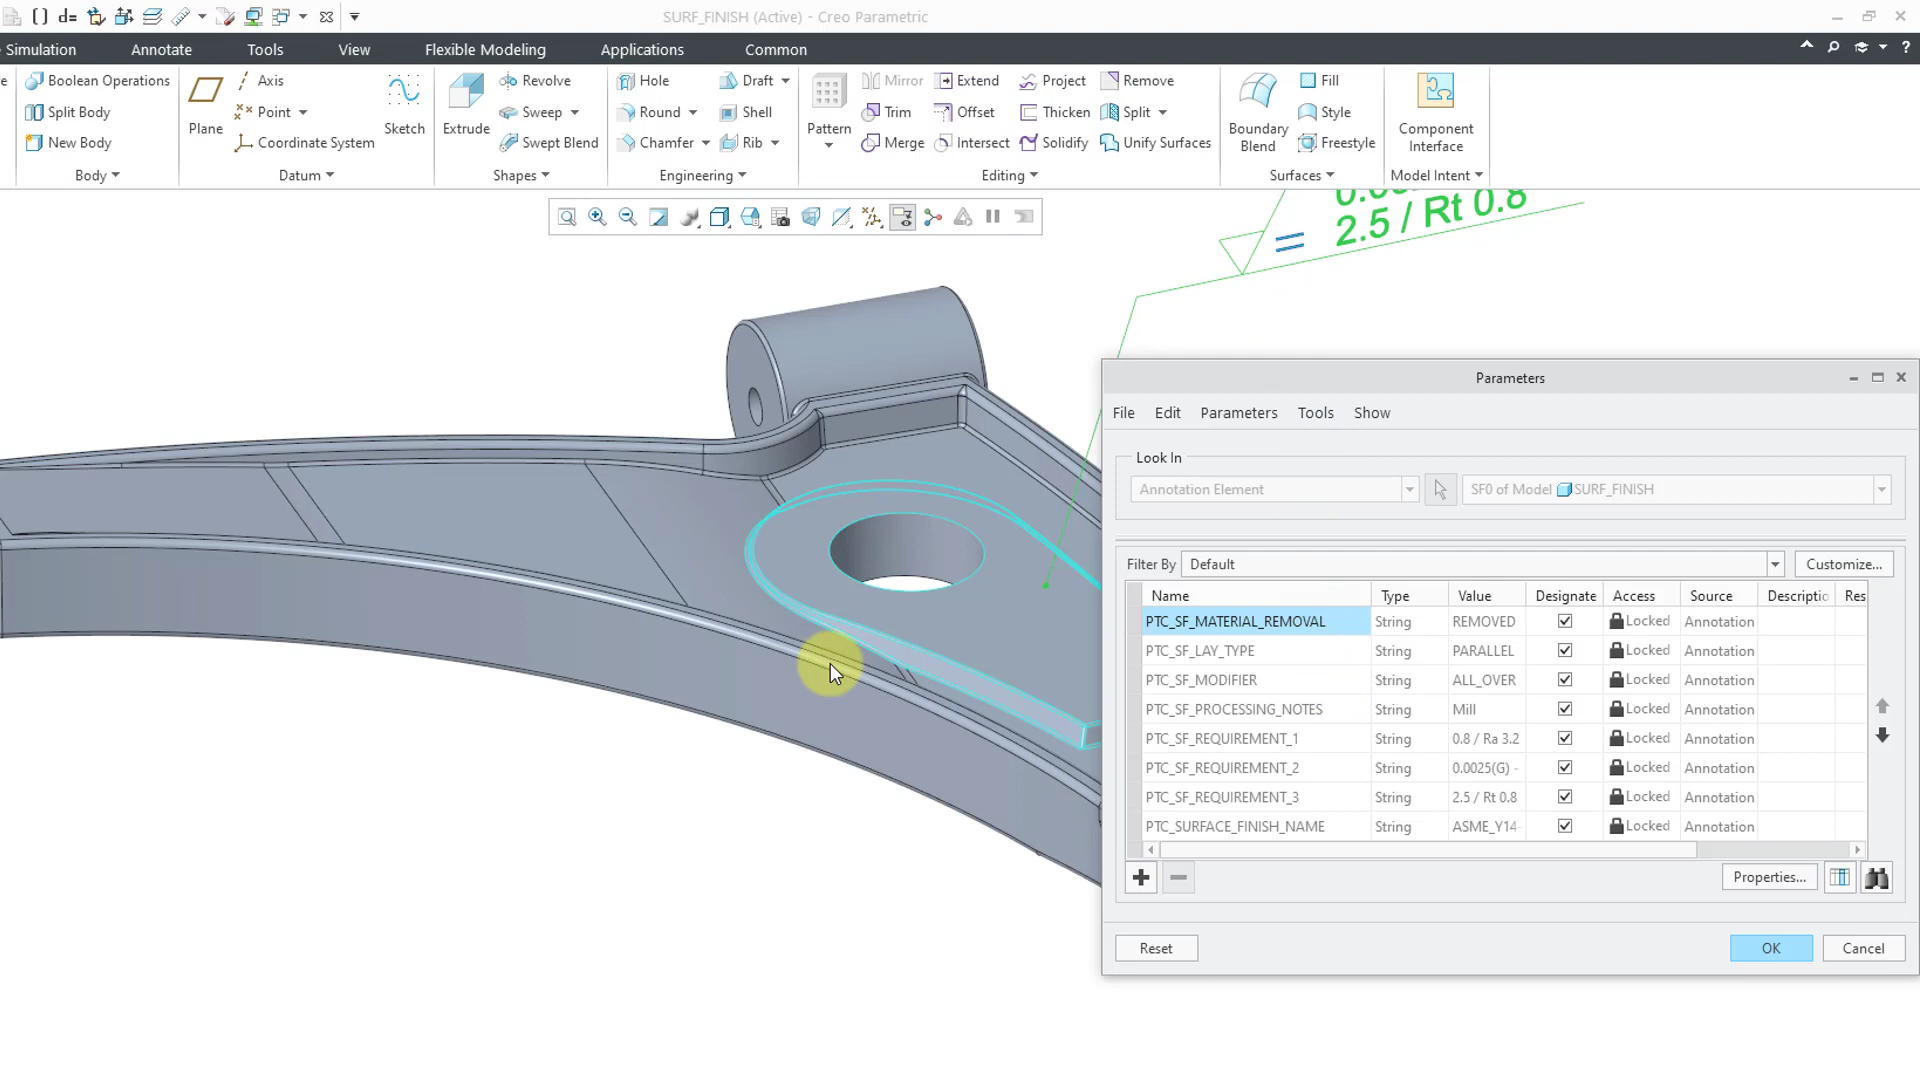 d=
SURF_FINISH (Active) - Creo Parametric
Simulation Annotate Tools View Flexible Modeling Applications Common
Boolean Operations Axis Revolve Hole Draft Mirror Extend Project Remove Fill
Split Body Point Sweep Round Shell Trim Offset Thicken Split Style
Plane Sketch Extrude Pattern Boundary Blend Component Interface
New Body Coordinate System Swept Blend Chamfer Rib Merge Intersect Solidify Unify Surfaces Freestyle
Body Datum Shapes Engineering Editing Surfaces Model Intent
2.5 / Rt 0.8
Parameters
File Edit Parameters Tools Show
Look In
Annotation Element SF0 of Model SURF_FINISH
Filter By Default Customize...
Name Type Value Designate Access Source Descriptio Res
PTC_SF_MATERIAL_REMOVAL String REMOVED Locked Annotation
PTC_SF_LAY_TYPE String PARALLEL Locked Annotation
PTC_SF_MODIFIER String ALL_OVER Locked Annotation
PTC_SF_PROCESSING_NOTES String Mill Locked Annotation
PTC_SF_REQUIREMENT_1 String 0.8 / Ra 3.2 Locked Annotation
PTC_SF_REQUIREMENT_2 String 0.0025(G) - Locked Annotation
PTC_SF_REQUIREMENT_3 String 2.5 / Rt 0.8 Locked Annotation
PTC_SURFACE_FINISH_NAME String ASME_Y14- Locked Annotation
Properties...
Reset OK Cancel